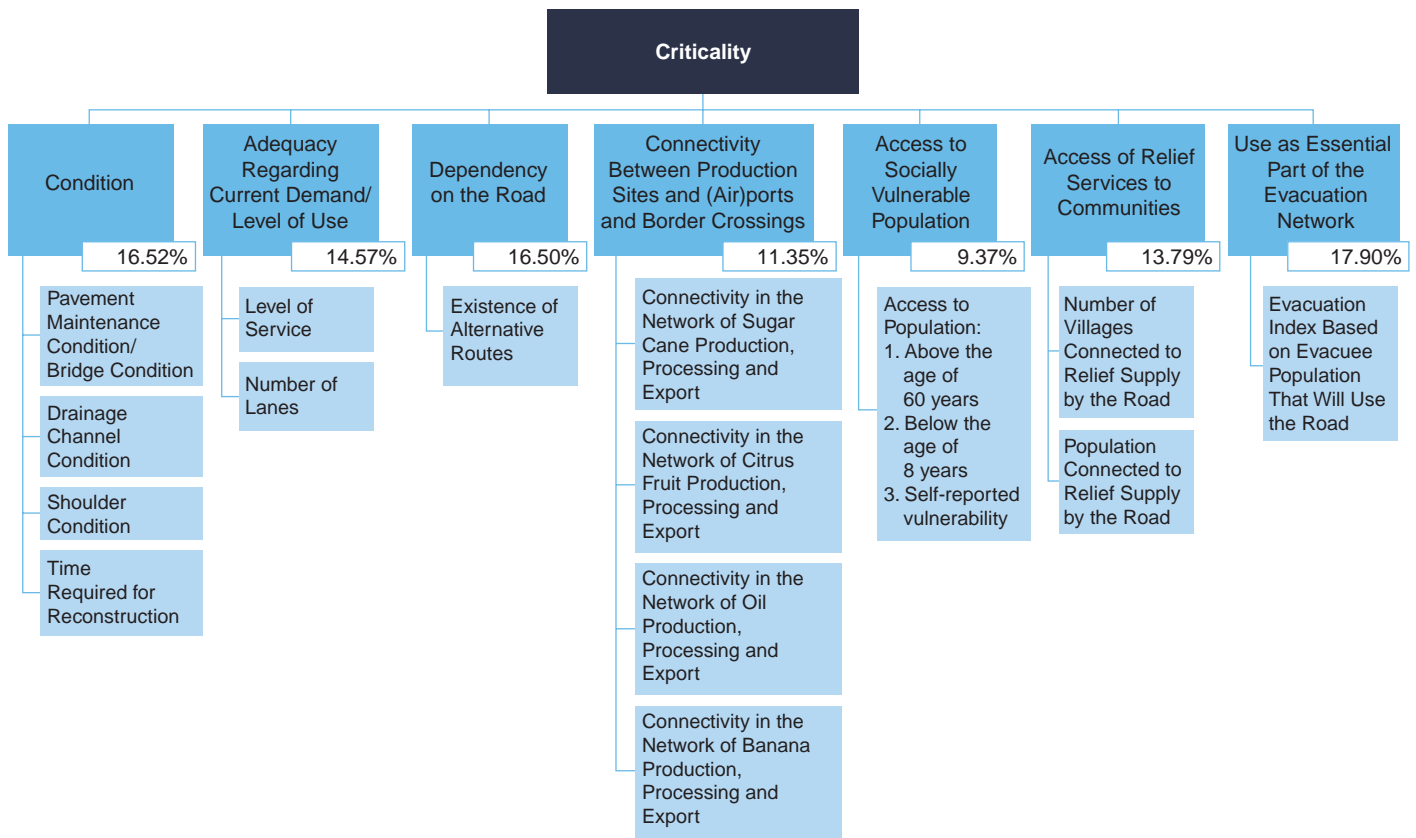 Criticality
Condition
16.52%
Pavement
Maintenance
Condition/
Bridge Condition
Drainage
Channel
Condition
Shoulder
Condition
Time
Required for
Reconstruction
Adequacy
Regarding
Current Demand/
Level of Use
14.57%
Level of
Service
Number of
Lanes
Dependency
on the Road
16.50%
Existence of
Alternative
Routes
Connectivity
Between Production
Sites and (Air)ports
and Border Crossings
11.35%
Connectivity in the
Network of Sugar
Cane Production,
Processing and
Export
Connectivity in the
Network of Citrus
Fruit Production,
Processing and
Export
Connectivity in the
Network of Oil
Production,
Processing and
Export
Connectivity in the
Network of Banana
Production,
Processing and
Export
Access to
Socially
Vulnerable
Population
9.37%
Access to
Population:
1. Above the
age of
60 years
2. Below the
age of
8 years
3. Self-reported
vulnerability
Access of Relief
Services to
Communities
13.79%
Number of
Villages
Connected to
Relief Supply
by the Road
Population
Connected to
Relief Supply
by the Road
Use as Essential
Part of the
Evacuation
Network
17.90%
Evacuation
Index Based
on Evacuee
Population
That Will Use
the Road